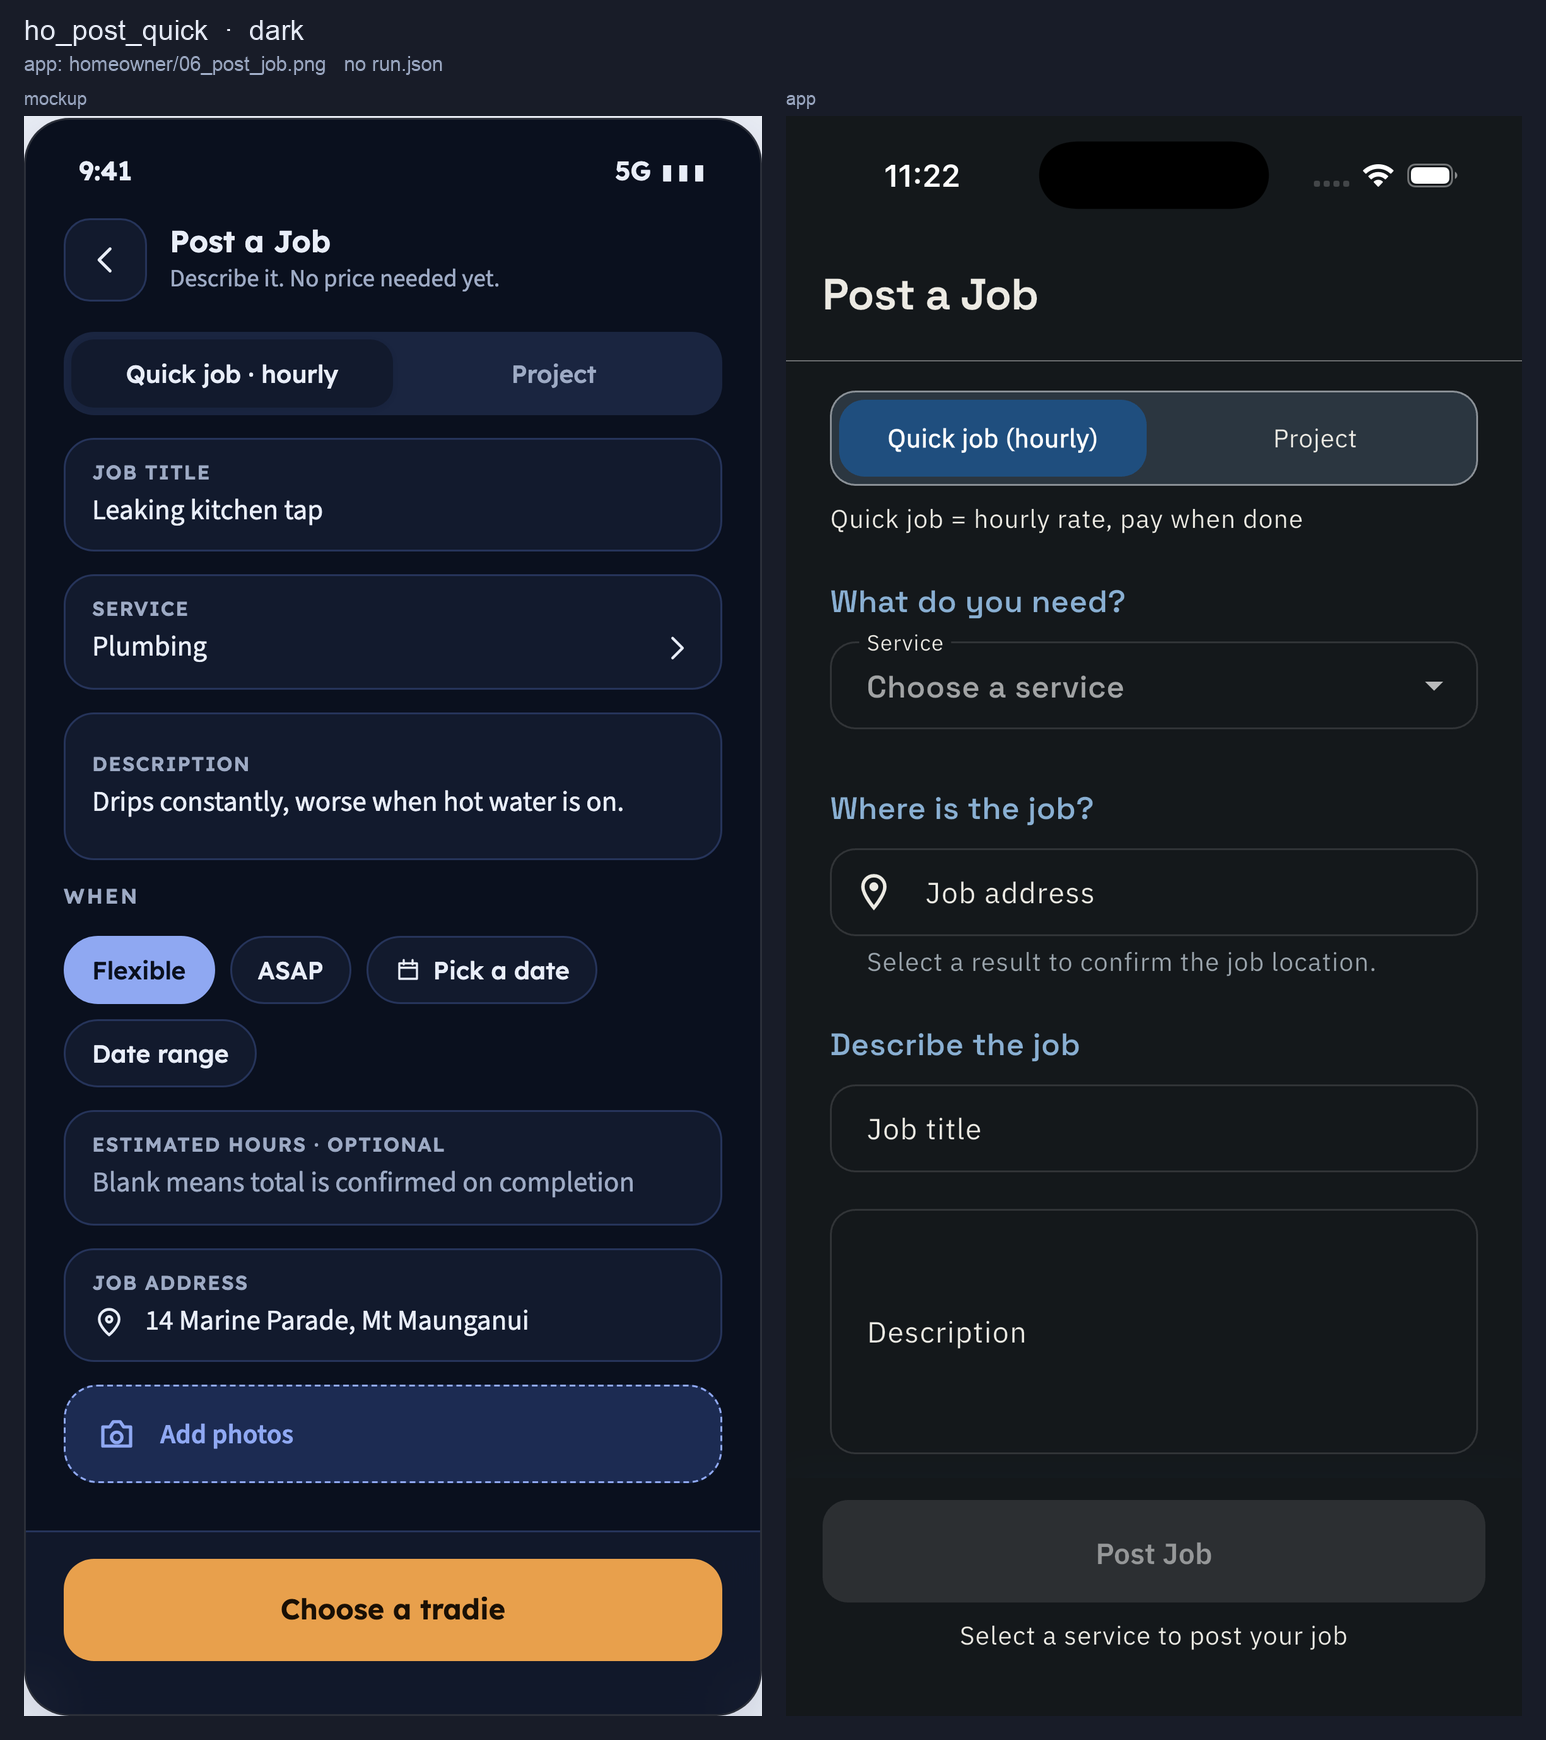 ho_post_quick · dark
app: homeowner/06_post_job.png no run.json
mockup
9:41
5G
Post a Job
Describe it. No price needed yet.
Quick job · hourly
Project
JOB TITLE
Leaking kitchen tap
SERVICE
Plumbing
DESCRIPTION
Drips constantly, worse when hot water is on.
WHEN
Flexible
ASAP
Pick a date
Date range
ESTIMATED HOURS · OPTIONAL
Blank means total is confirmed on completion
JOB ADDRESS
14 Marine Parade, Mt Maunganui
Add photos
Choose a tradie
app
11:22
Post a Job
Quick job (hourly)
Project
Quick job = hourly rate, pay when done
What do you need?
Service
Choose a service
Where is the job?
Job address
Select a result to confirm the job location.
Describe the job
Job title
Description
Post Job
Select a service to post your job